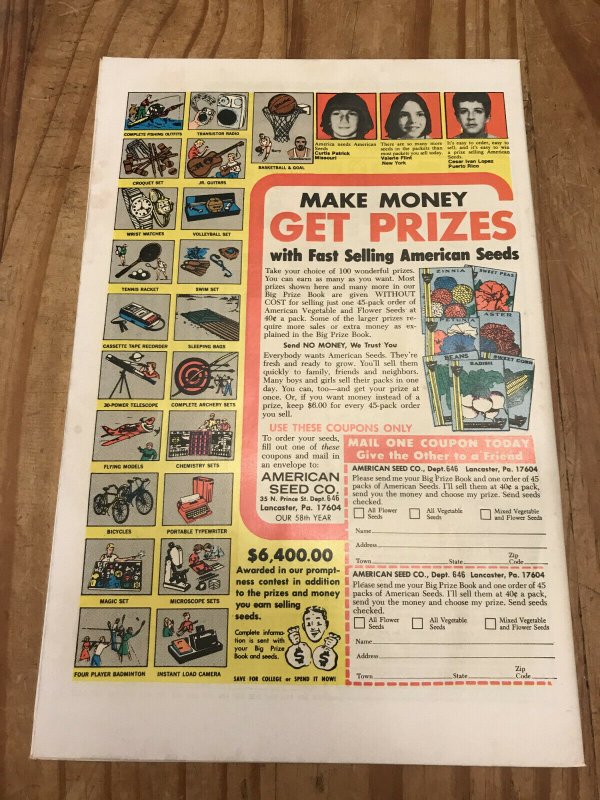 COMPLETE FISHING OUTFITS
TRANSISTOR RADIO
BASKETBALL & GOAL
CROQUET SET
JR. GUITARS
WRIST WATCHES
VOLLEYBALL SET
TENNIS RACKET
SWIM SET
CASSETTE TAPE RECORDER
SLEEPING BAGS
30-POWER TELESCOPE
COMPLETE ARCHERY SETS
FLYING MODELS
CHEMISTRY SETS
BICYCLES
PORTABLE TYPEWRITER
MAGIC SET
MICROSCOPE SETS
FOUR PLAYER BADMINTON
INSTANT LOAD CAMERA
America needs American
Seeds
Curtis Patrick
Missouri
There are so many more
seeds in the packets than
most packets you sell today.
Valerie Flint
New York
It's easy to order, easy to
sell, and it's easy to win
a prize selling American
Seeds.
Cesar Ivan Lopez
Puerto Rico
MAKE MONEY
GET PRIZES
with Fast Selling American Seeds
Take your choice of 100 wonderful prizes.
You can earn as many as you want. Most
prizes shown here and many more in our
Big Prize Book are given WITHOUT
COST for selling just one 45-pack order of
American Vegetable and Flower Seeds at
40¢ a pack. Some of the larger prizes re-
quire more sales or extra money as ex-
plained in the Big Prize Book.
Send NO MONEY, We Trust You
Everybody wants American Seeds. They're
fresh and ready to grow. You'll sell them
quickly to family, friends and neighbors.
Many boys and girls sell their packs in one
day. You can, too—and get your prize at
once. Or, if you want money instead of a
prize, keep $6.00 for every 45-pack order
you sell.
ZINNIA
SWEET PEAS
PETUNIA
ASTER
BEANS
RADISH
SWEET CORN
USE THESE COUPONS ONLY
To order your seeds,
fill out one of these
coupons and mail in
an envelope to:
AMERICAN
SEED CO.
35 N. Prince St. Dept. 646
Lancaster, Pa. 17604
OUR 58th YEAR
MAIL ONE COUPON TODAY
Give the Other to a Friend
AMERICAN SEED CO., Dept. 646 Lancaster, Pa. 17604
Please send me your Big Prize Book and one order of 45
packs of American Seeds. I'll sell them at 40¢ a pack,
send you the money and choose my prize. Send seeds
checked.
All Flower
Seeds
All Vegetable
Seeds
Mixed Vegetable
and Flower Seeds
Name
Address
Town State Zip Code
AMERICAN SEED CO., Dept. 646 Lancaster, Pa. 17604
Please send me your Big Prize Book and one order of 45
packs of American Seeds. I'll sell them at 40¢ a pack,
send you the money and choose my prize. Send seeds
checked.
All Flower
Seeds
All Vegetable
Seeds
Mixed Vegetable
and Flower Seeds
Name
Address
Town State Zip Code
$6,400.00
Awarded in our prompt-
ness contest in addition
to the prizes and money
you earn selling
seeds.
Complete informa-
tion is sent with
your Big Prize
Book and seeds.
$ $
SAVE FOR COLLEGE or SPEND IT NOW!